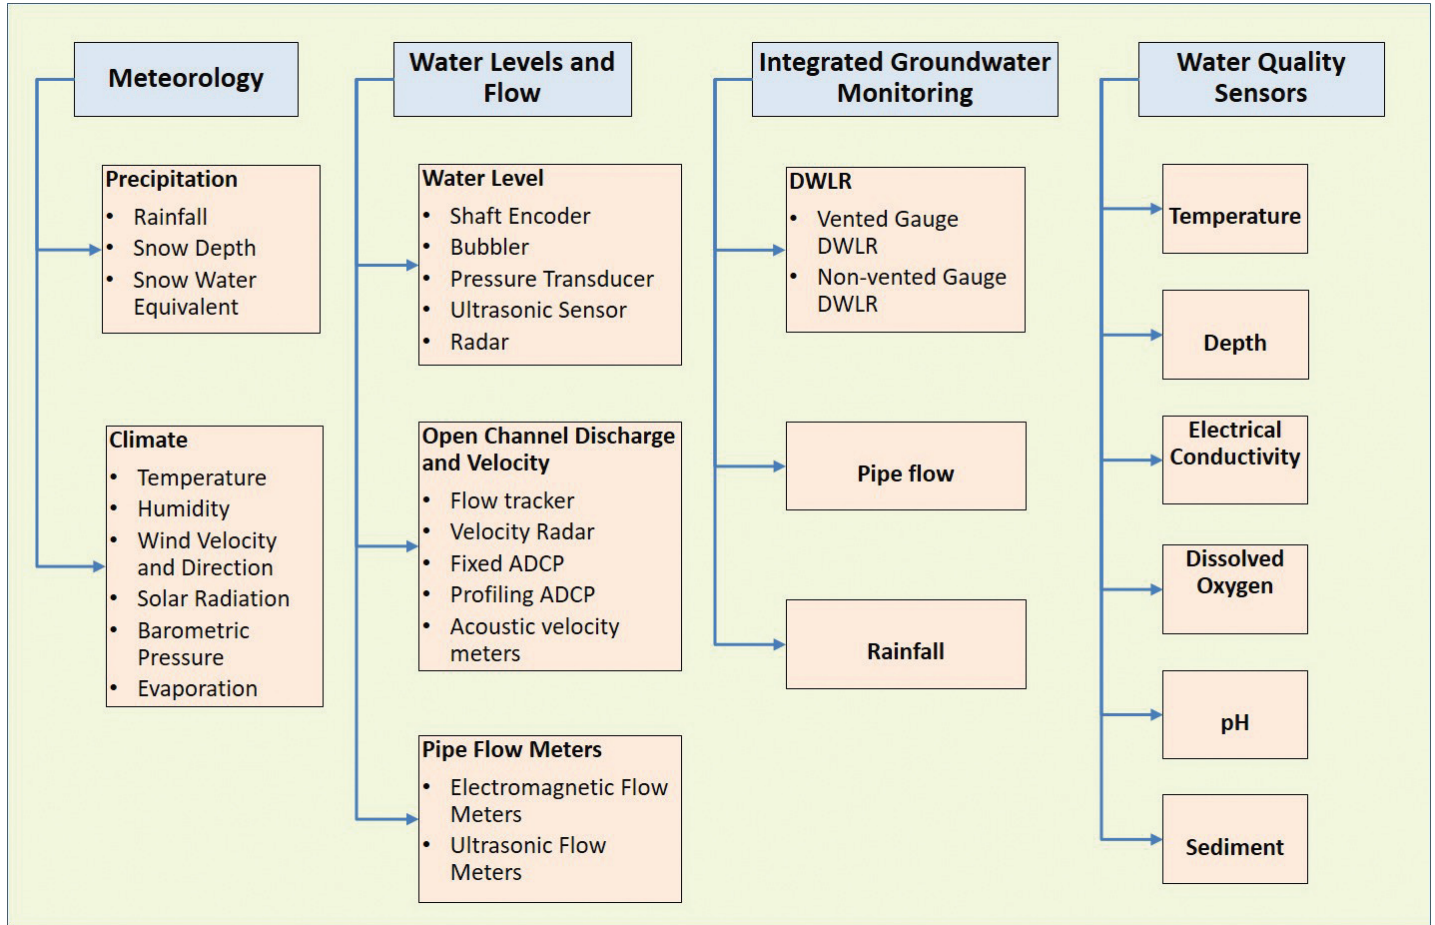 Meteorology
Precipitation
• Rainfall
• Snow Depth
• Snow Water
Equivalent
Climate
• Temperature
• Humidity
• Wind Velocity
and Direction
• Solar Radiation
• Barometric
Pressure
• Evaporation
Water Levels and
Flow
Water Level
• Shaft Encoder
• Bubbler
• Pressure Transducer
• Ultrasonic Sensor
• Radar
Open Channel Discharge
and Velocity
• Flow tracker
• Velocity Radar
• Fixed ADCP
• Profiling ADCP
• Acoustic velocity
meters
Pipe Flow Meters
• Electromagnetic Flow
Meters
• Ultrasonic Flow
Meters
Integrated Groundwater
Monitoring
DWLR
• Vented Gauge
DWLR
• Non-vented Gauge
DWLR
Pipe flow
Rainfall
Water Quality
Sensors
Temperature
Depth
Electrical
Conductivity
Dissolved
Oxygen
pH
Sediment